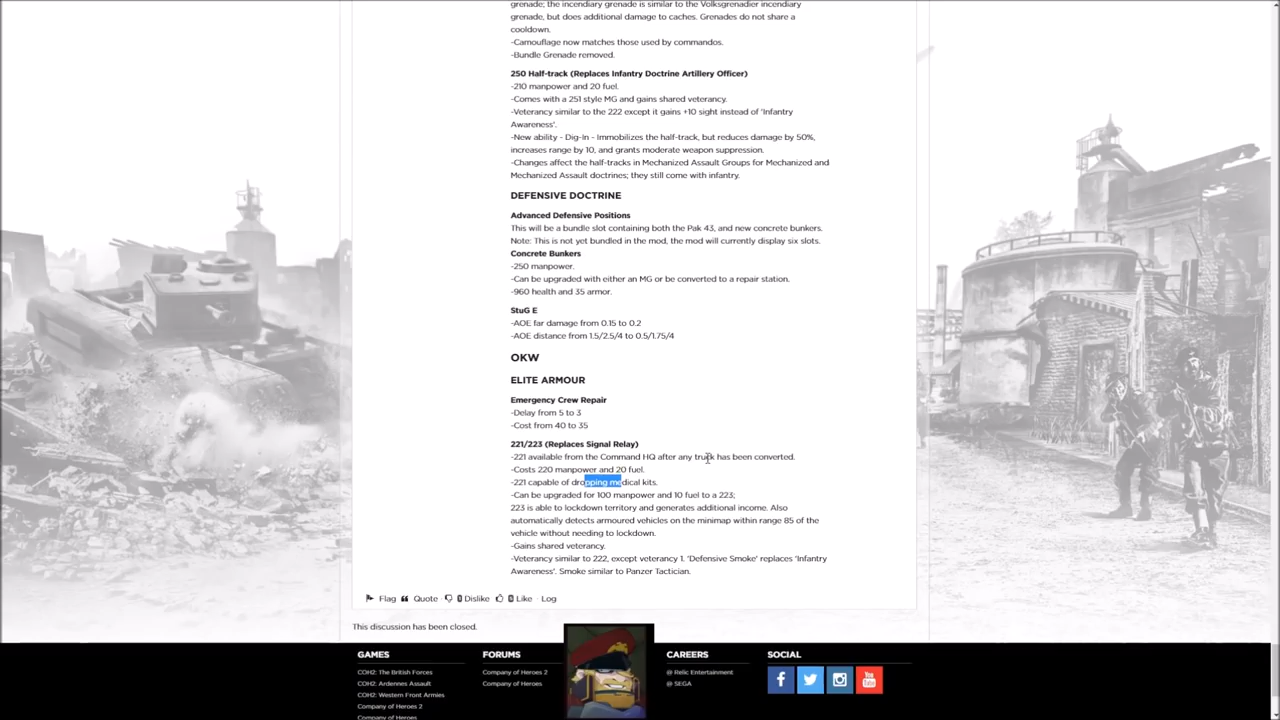 grenade; the incendiary grenade is similar to the Volksgrenadier incendiary
grenade, but does additional damage to caches. Grenades do not share a
cooldown.
-Camouflage now matches those used by commandos.
-Bundle Grenade removed.
250 Half-track (Replaces Infantry Doctrine Artillery Officer)
-210 manpower and 20 fuel.
-Comes with a 251 style MG and gains shared veterancy.
-Veterancy similar to the 222 except it gains +10 sight instead of 'Infantry
Awareness'.
-New ability - Dig-In - Immobilizes the half-track, but reduces damage by 50%,
increases range by 10, and grants moderate weapon suppression.
-Changes affect the half-tracks in Mechanized Assault Groups for Mechanized and
Mechanized Assault doctrines; they still come with infantry.
DEFENSIVE DOCTRINE
Advanced Defensive Positions
This will be a bundle slot containing both the Pak 43, and new concrete bunkers.
Note: This is not yet bundled in the mod, the mod will currently display six slots.
Concrete Bunkers
-250 manpower.
-Can be upgraded with either an MG or be converted to a repair station.
-960 health and 35 armor.
StuG E
-AOE far damage from 0.15 to 0.2
-AOE distance from 1.5/2.5/4 to 0.5/1.75/4
OKW
ELITE ARMOUR
Emergency Crew Repair
-Delay from 5 to 3
-Cost from 40 to 35
221/223 (Replaces Signal Relay)
-221 available from the Command HQ after any truck has been converted.
-Costs 220 manpower and 20 fuel.
-221 capable of dropping medical kits.
-Can be upgraded for 100 manpower and 10 fuel to a 223;
223 is able to lockdown territory and generates additional income. Also
automatically detects armoured vehicles on the minimap within range 85 of the
vehicle without needing to lockdown.
-Gains shared veterancy.
-Veterancy similar to 222, except veterancy 1. 'Defensive Smoke' replaces 'Infantry
Awareness'. Smoke similar to Panzer Tactician.
Flag Quote · 0 Dislike 0 Like · Log
This discussion has been closed.
GAMES FORUMS CAREERS SOCIAL
COH2: The British Forces Company of Heroes 2 @ Relic Entertainment
COH2: Ardennes Assault Company of Heroes @ SEGA
COH2: Western Front Armies
Company of Heroes 2
Company of Heroes